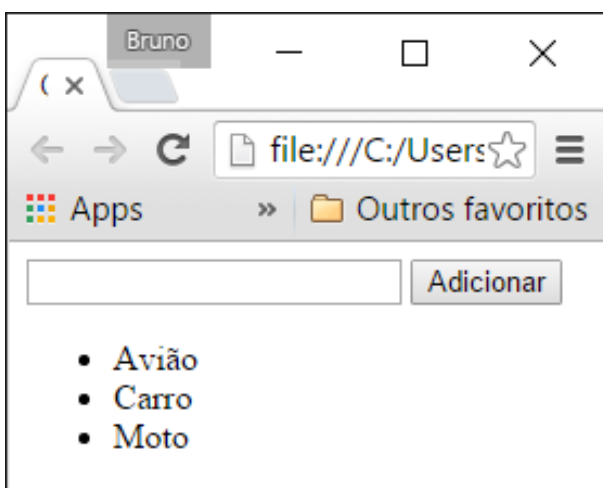 Bruno
file:///C:/Users
Apps » Outros favoritos
Adicionar
Avião
Carro
Moto